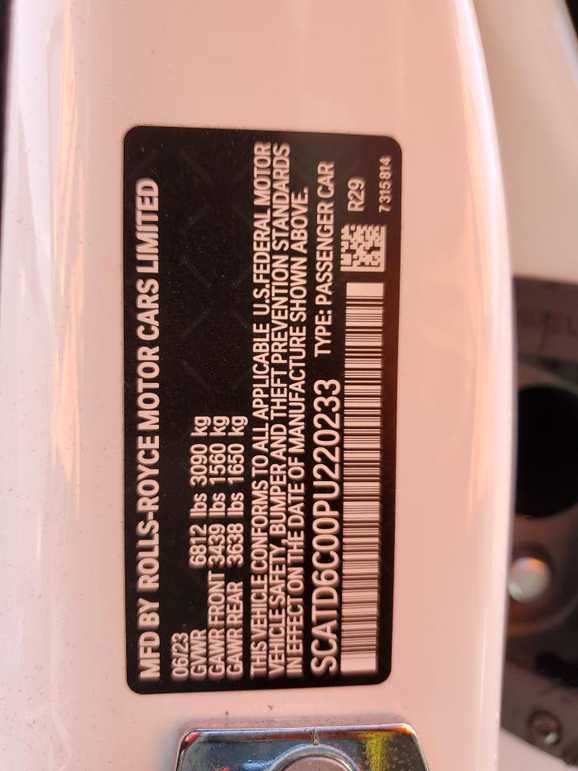 MFD BY ROLLS-ROYCE MOTOR CARS LIMITED
06/23
GVWR 6812 lbs 3090 kg
GAWR FRONT 3439 lbs 1560 kg
GAWR REAR 3638 lbs 1650 kg
THIS VEHICLE CONFORMS TO ALL APPLICABLE U.S.FEDERAL MOTOR
VEHICLE SAFETY, BUMPER AND THEFT PREVENTION STANDARDS
IN EFFECT ON THE DATE OF MANUFACTURE SHOWN ABOVE.
SCATD6C00PU220233 TYPE: PASSENGER CAR
R29
7315814